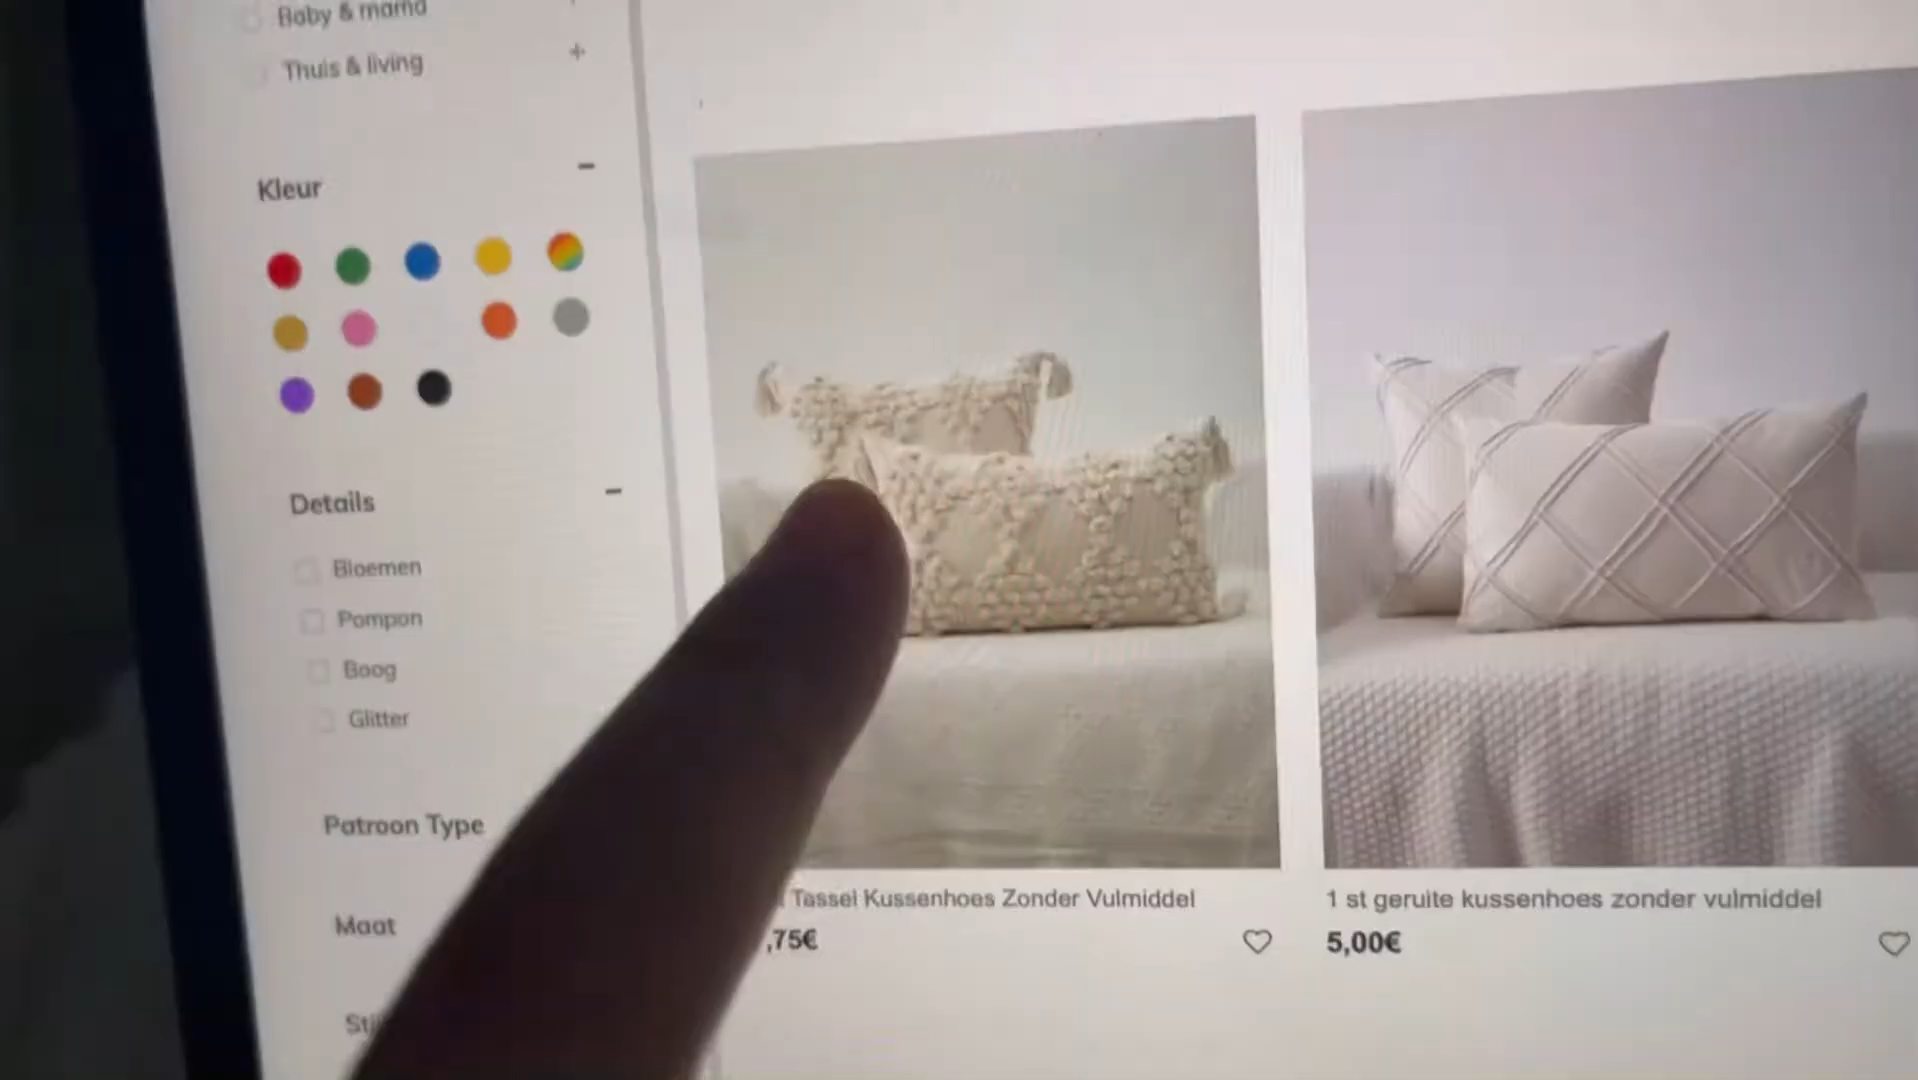 Baby & mama
Thuis & living
Kleur
Details
Bloemen
Pompon
Boog
Glitter
Patroon Type
Maat
Tassel Kussenhoes Zonder Vulmiddel
,75€
1 st geruite kussenhoes zonder vulmiddel
5,00€